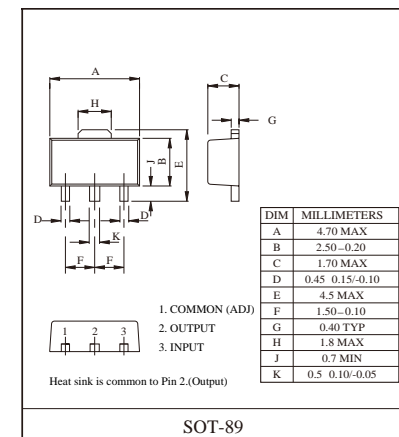 A
H
C
G
J
B
E
D
D
K
F
F
DIM MILLIMETERS
A 4.70 MAX
B 2.50–0.20
C 1.70 MAX
D 0.45 0.15/-0.10
E 4.5 MAX
F 1.50–0.10
G 0.40 TYP
H 1.8 MAX
J 0.7 MIN
K 0.5 0.10/-0.05
1. COMMON (ADJ)
2. OUTPUT
3. INPUT
1 2 3
Heat sink is common to Pin 2.(Output)
SOT-89